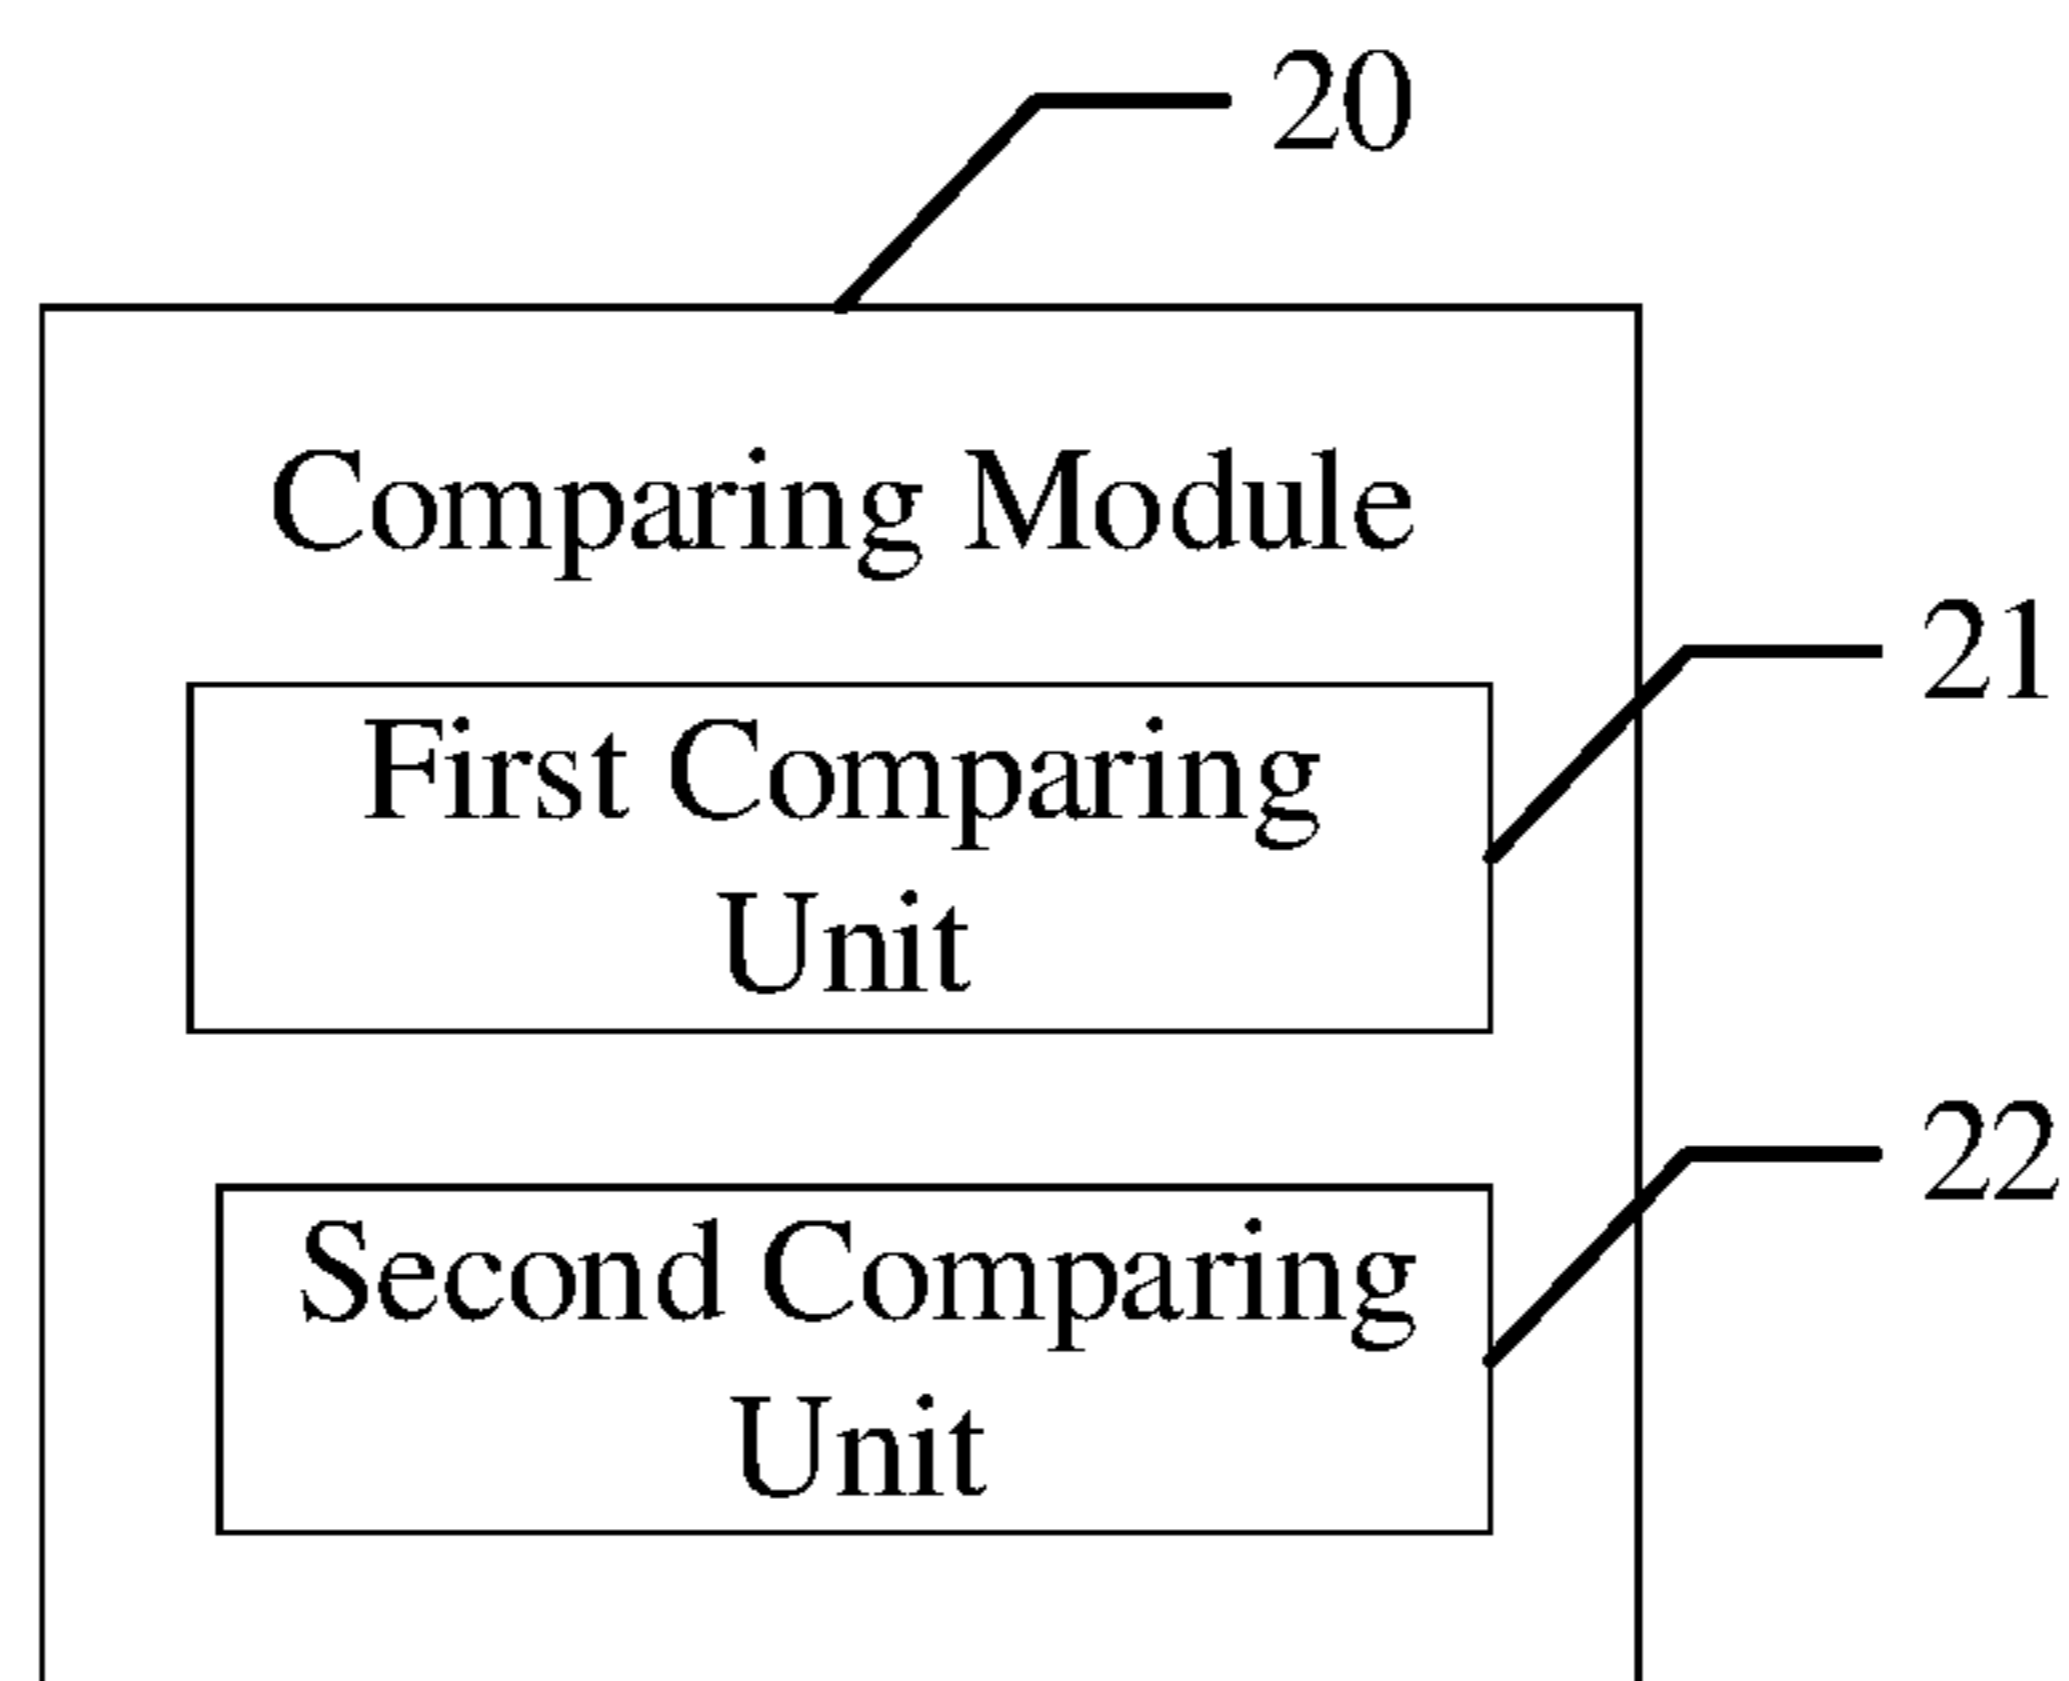 20
Comparing Module
21
First Comparing
Unit
22
Second Comparing
Unit